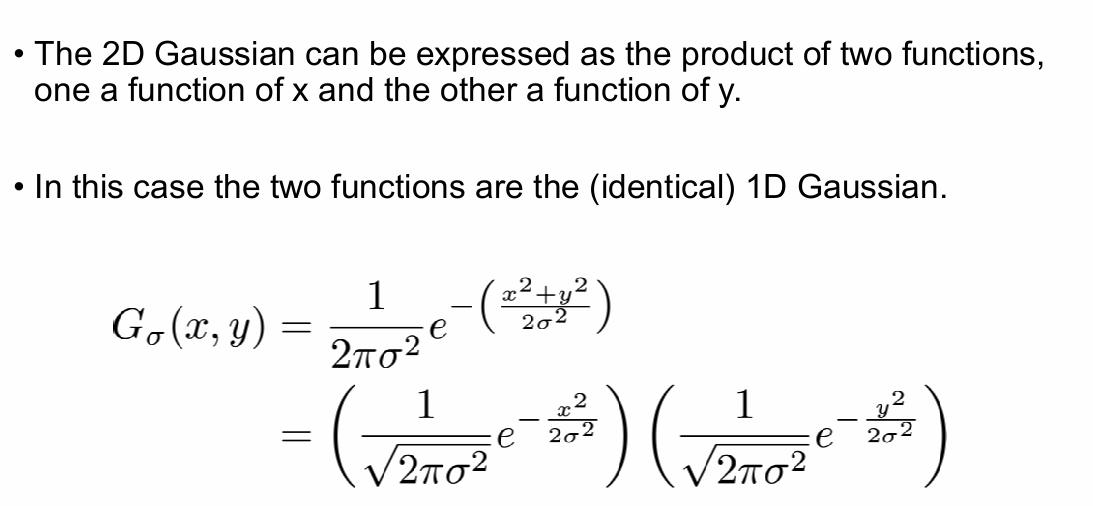 • The 2D Gaussian can be expressed as the product of two functions,
one a function of x and the other a function of y.
• In this case the two functions are the (identical) 1D Gaussian.
$G_\sigma(x, y) = \frac{1}{2\pi\sigma^2} e^{-\left(\frac{x^2+y^2}{2\sigma^2}\right)}$
$= \left(\frac{1}{\sqrt{2\pi\sigma^2}} e^{-\frac{x^2}{2\sigma^2}}\right) \left(\frac{1}{\sqrt{2\pi\sigma^2}} e^{-\frac{y^2}{2\sigma^2}}\right)$